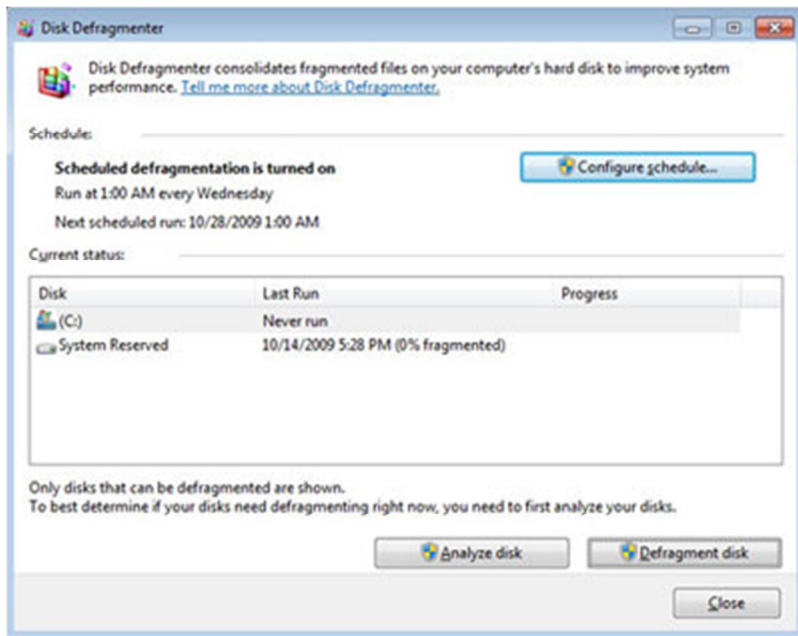 Disk Defragmenter
Disk Defragmenter consolidates fragmented files on your computer's hard disk to improve system
performance. Tell me more about Disk Defragmenter.
Schedule:
Scheduled defragmentation is turned on
Configure schedule...
Run at 1:00 AM every Wednesday
Next scheduled run: 10/28/2009 1:00 AM
Current status:
Disk Last Run Progress
(C:) Never run
System Reserved 10/14/2009 5:28 PM (0% fragmented)
Only disks that can be defragmented are shown.
To best determine if your disks need defragmenting right now, you need to first analyze your disks.
Analyze disk Defragment disk
Close